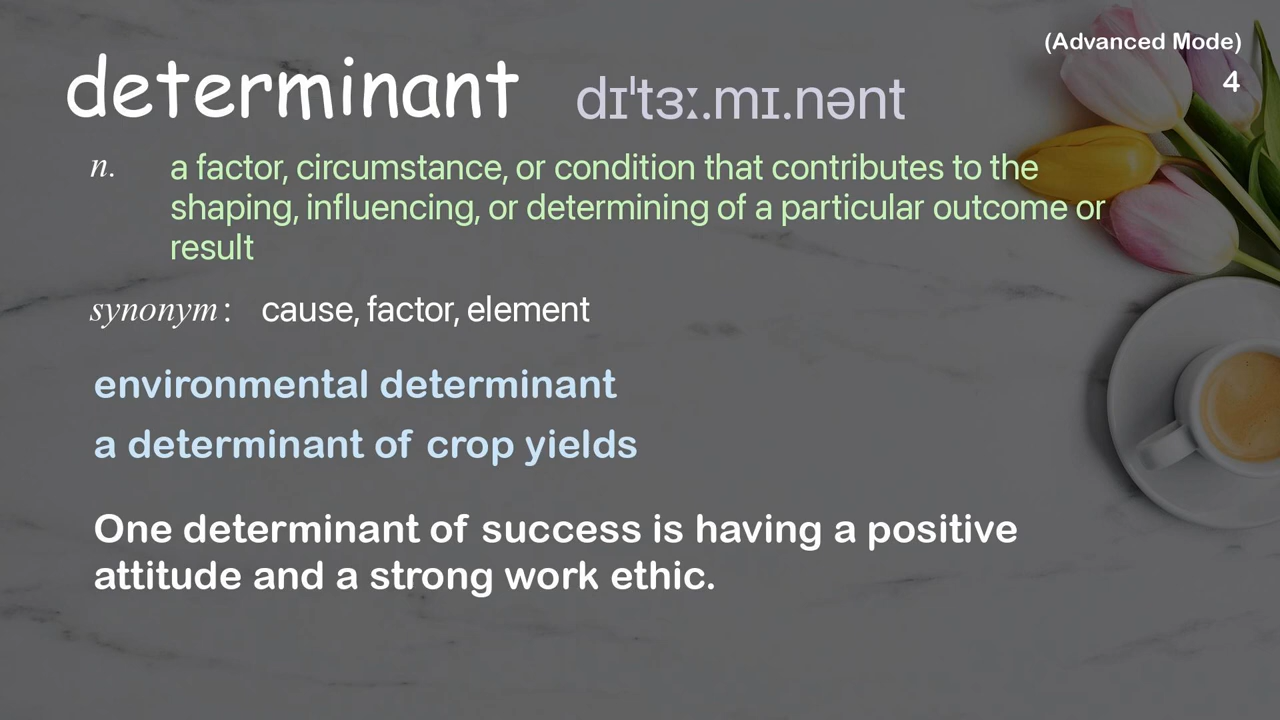 (Advanced Mode)
4
determinant dɪˈtɜː.mɪ.nənt
n. a factor, circumstance, or condition that contributes to the
shaping, influencing, or determining of a particular outcome or
result
synonym: cause, factor, element
environmental determinant
a determinant of crop yields
One determinant of success is having a positive
attitude and a strong work ethic.